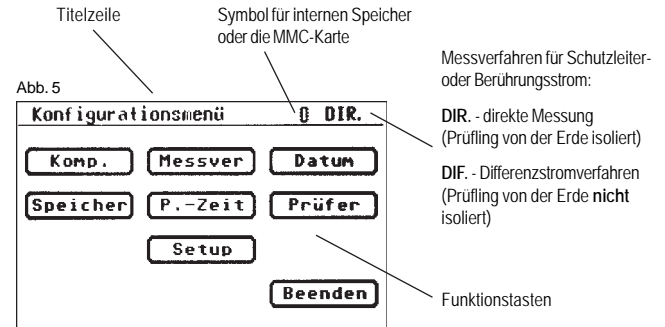 Titelzeile
Symbol für internen Speicher
oder die MMC-Karte
Messverfahren für Schutzleiter-
oder Berührungsstrom:
DIR. - direkte Messung
(Prüfling von der Erde isoliert)
DIF. - Differenzstromverfahren
(Prüfling von der Erde nicht
isoliert)
Abb. 5
Konfigurationsmenü DIR.
Komp. Messver Datum
Speicher P.-Zeit Prüfer
Setup
Beenden
Funktionstasten